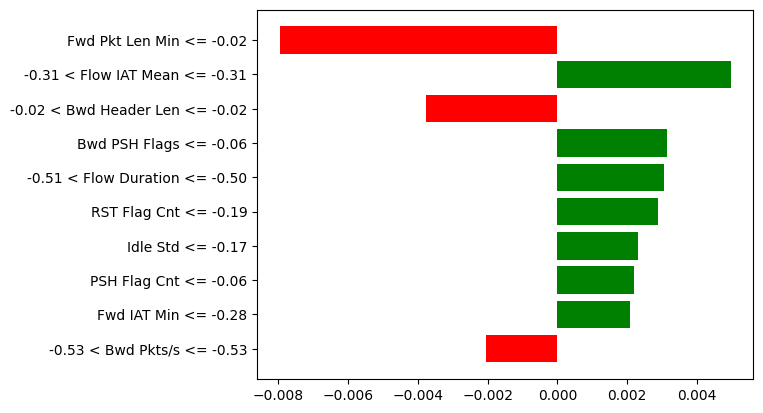 Fwd Pkt Len Min <= -0.02
-0.31 < Flow IAT Mean <= -0.31
-0.02 < Bwd Header Len <= -0.02
Bwd PSH Flags <= -0.06
-0.51 < Flow Duration <= -0.50
RST Flag Cnt <= -0.19
Idle Std <= -0.17
PSH Flag Cnt <= -0.06
Fwd IAT Min <= -0.28
-0.53 < Bwd Pkts/s <= -0.53
−0.008 −0.006 −0.004 −0.002 0.000 0.002 0.004